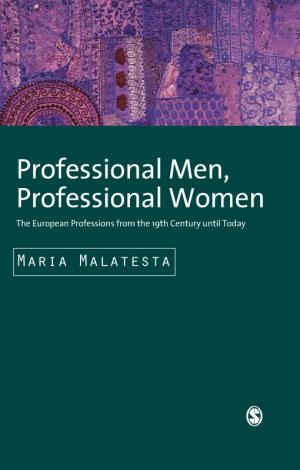 Professional Men,
Professional Women
The European Professions from the 19th Century until Today
MARIA MALATESTA
S